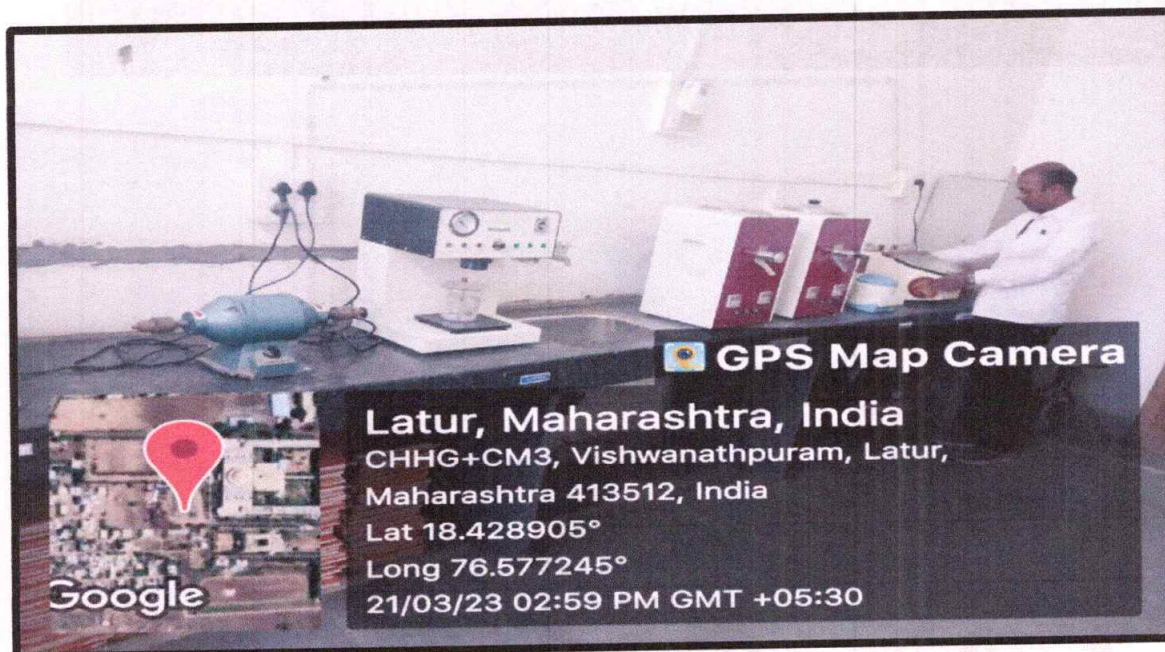 GPS Map Camera
Latur, Maharashtra, India
CHHG+CM3, Vishwanathpuram, Latur,
Maharashtra 413512, India
Lat 18.428905°
Long 76.577245°
21/03/23 02:59 PM GMT +05:30
Google